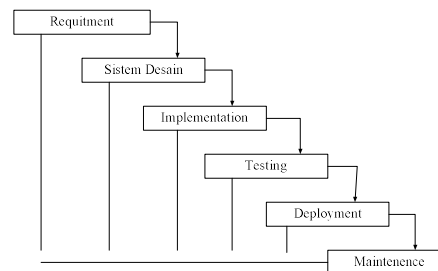 Requitment
Sistem Desain
Implementation
Testing
Deployment
Maintenence